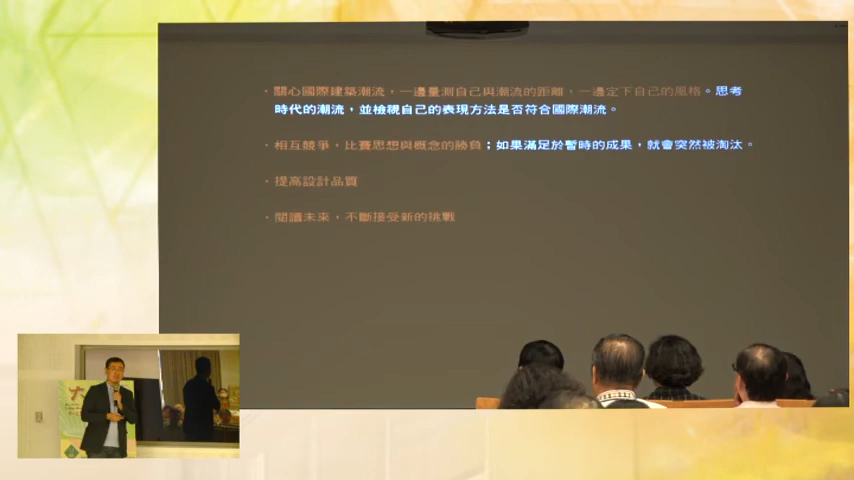 ・關心國際建築潮流，一邊量測自己與潮流的距離，一邊定下自己的風格。思考
時代的潮流，並檢視自己的表現方法是否符合國際潮流。
・相互競爭，比賽思想與概念的勝負；如果滿足於暫時的成果，就會突然被淘汰。
・提高設計品質
・閱讀未來，不斷接受新的挑戰
大